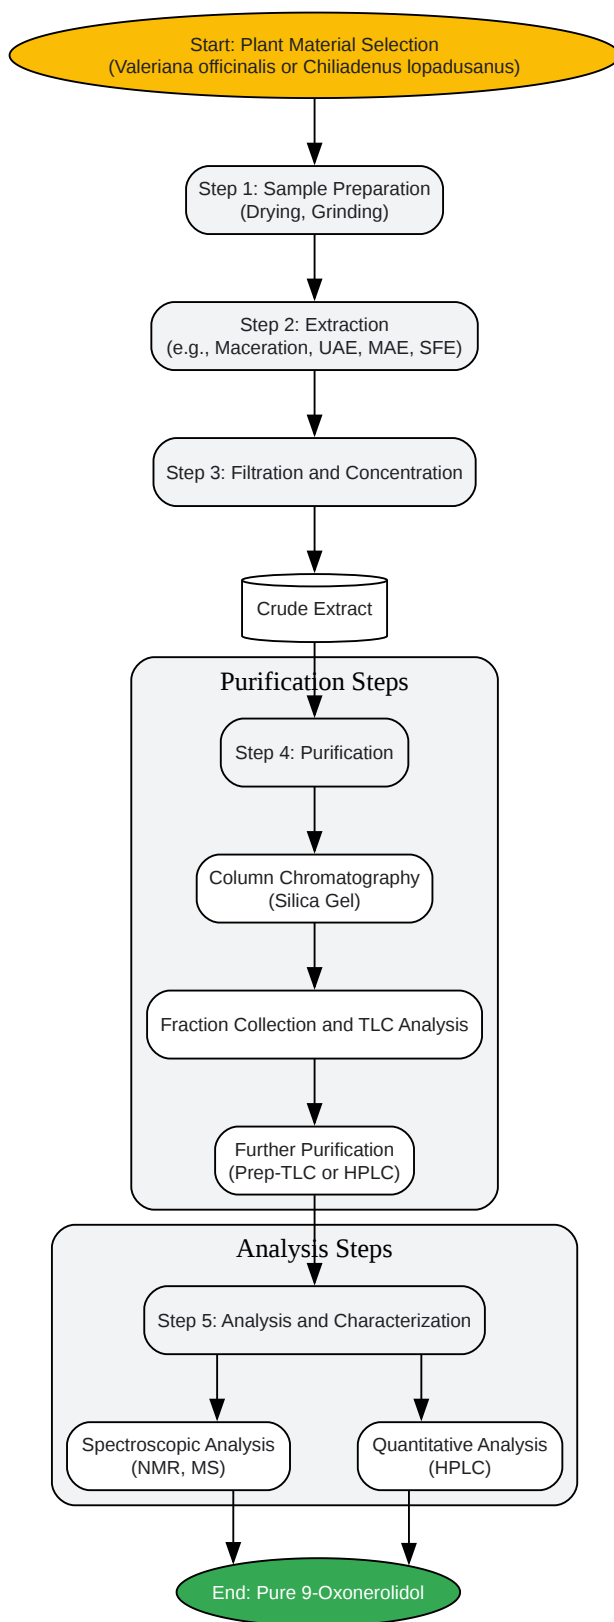 Start: Plant Material Selection
(Valeriana officinalis or Chiliadenus lopadusanus)
Step 1: Sample Preparation
(Drying, Grinding)
Step 2: Extraction
(e.g., Maceration, UAE, MAE, SFE)
Step 3: Filtration and Concentration
Crude Extract
Purification Steps
Step 4: Purification
Column Chromatography
(Silica Gel)
Fraction Collection and TLC Analysis
Further Purification
(Prep-TLC or HPLC)
Analysis Steps
Step 5: Analysis and Characterization
Spectroscopic Analysis
(NMR, MS)
Quantitative Analysis
(HPLC)
End: Pure 9-Oxonerolidol